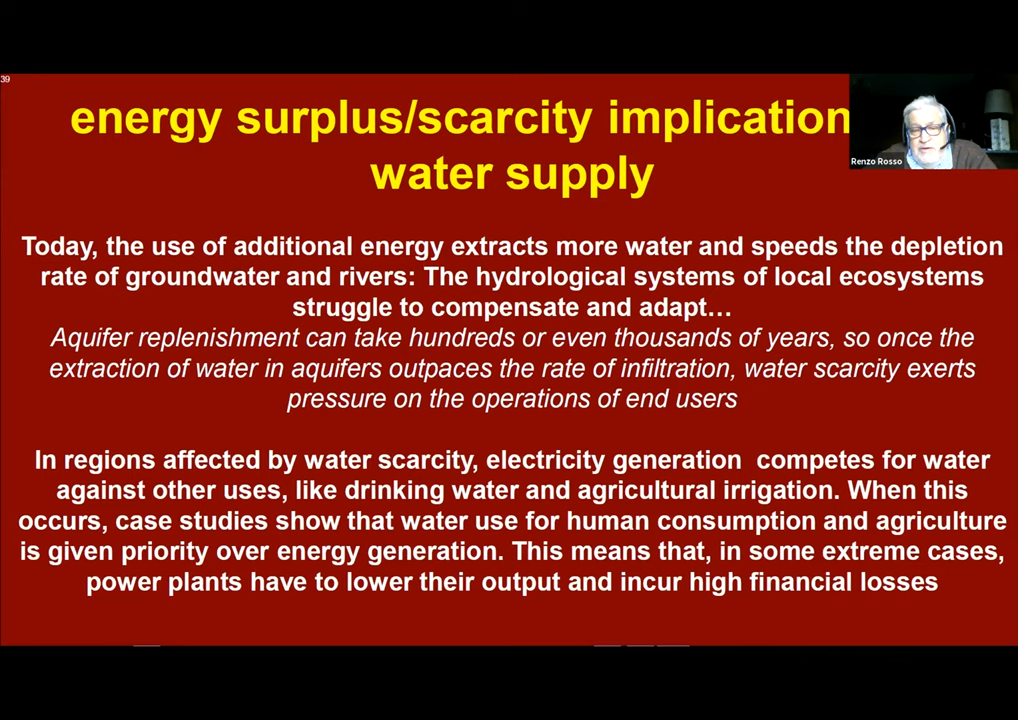 39
energy surplus/scarcity implication
water supply
Renzo Rosso
Today, the use of additional energy extracts more water and speeds the depletion
rate of groundwater and rivers: The hydrological systems of local ecosystems
struggle to compensate and adapt…
Aquifer replenishment can take hundreds or even thousands of years, so once the
extraction of water in aquifers outpaces the rate of infiltration, water scarcity exerts
pressure on the operations of end users
In regions affected by water scarcity, electricity generation  competes for water
against other uses, like drinking water and agricultural irrigation. When this
occurs, case studies show that water use for human consumption and agriculture
is given priority over energy generation. This means that, in some extreme cases,
power plants have to lower their output and incur high financial losses